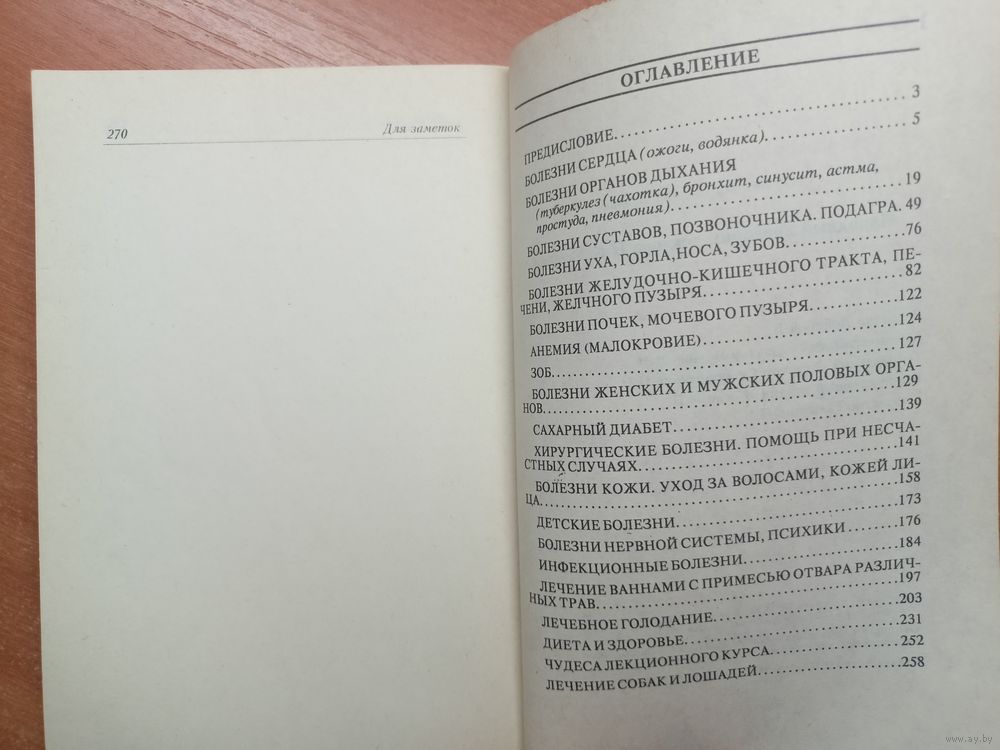 270 Для заметок
ОГЛАВЛЕНИЕ
ПРЕДИСЛОВИЕ. 3
БОЛЕЗНИ СЕРДЦА (ожоги, водянка). 5
БОЛЕЗНИ ОРГАНОВ ДЫХАНИЯ
(туберкулез (чахотка), бронхит, синусит, астма,
простуда, пневмония). 19
БОЛЕЗНИ СУСТАВОВ, ПОЗВОНОЧНИКА. ПОДАГРА. 49
БОЛЕЗНИ УХА, ГОРЛА, НОСА, ЗУБОВ. 76
БОЛЕЗНИ ЖЕЛУДОЧНО-КИШЕЧНОГО ТРАКТА, ПЕ-
ЧЕНИ, ЖЕЛЧНОГО ПУЗЫРЯ. 82
БОЛЕЗНИ ПОЧЕК, МОЧЕВОГО ПУЗЫРЯ. 122
АНЕМИЯ (МАЛОКРОВИЕ). 124
ЗОБ. 127
БОЛЕЗНИ ЖЕНСКИХ И МУЖСКИХ ПОЛОВЫХ ОРГА-
НОВ. 129
САХАРНЫЙ ДИАБЕТ. 139
ХИРУРГИЧЕСКИЕ БОЛЕЗНИ. ПОМОЩЬ ПРИ НЕСЧА-
СТНЫХ СЛУЧАЯХ. 141
БОЛЕЗНИ КОЖИ. УХОД ЗА ВОЛОСАМИ, КОЖЕЙ ЛИ-
ЦА. 158
ДЕТСКИЕ БОЛЕЗНИ. 173
БОЛЕЗНИ НЕРВНОЙ СИСТЕМЫ, ПСИХИКИ 176
ИНФЕКЦИОННЫЕ БОЛЕЗНИ. 184
ЛЕЧЕНИЕ ВАННАМИ С ПРИМЕСЬЮ ОТВАРА РАЗЛИЧ-
НЫХ ТРАВ. 197
ЛЕЧЕБНОЕ ГОЛОДАНИЕ. 203
ДИЕТА И ЗДОРОВЬЕ. 231
ЧУДЕСА ЛЕКЦИОННОГО КУРСА. 252
ЛЕЧЕНИЕ СОБАК И ЛОШАДЕЙ. 258
www.ay.by